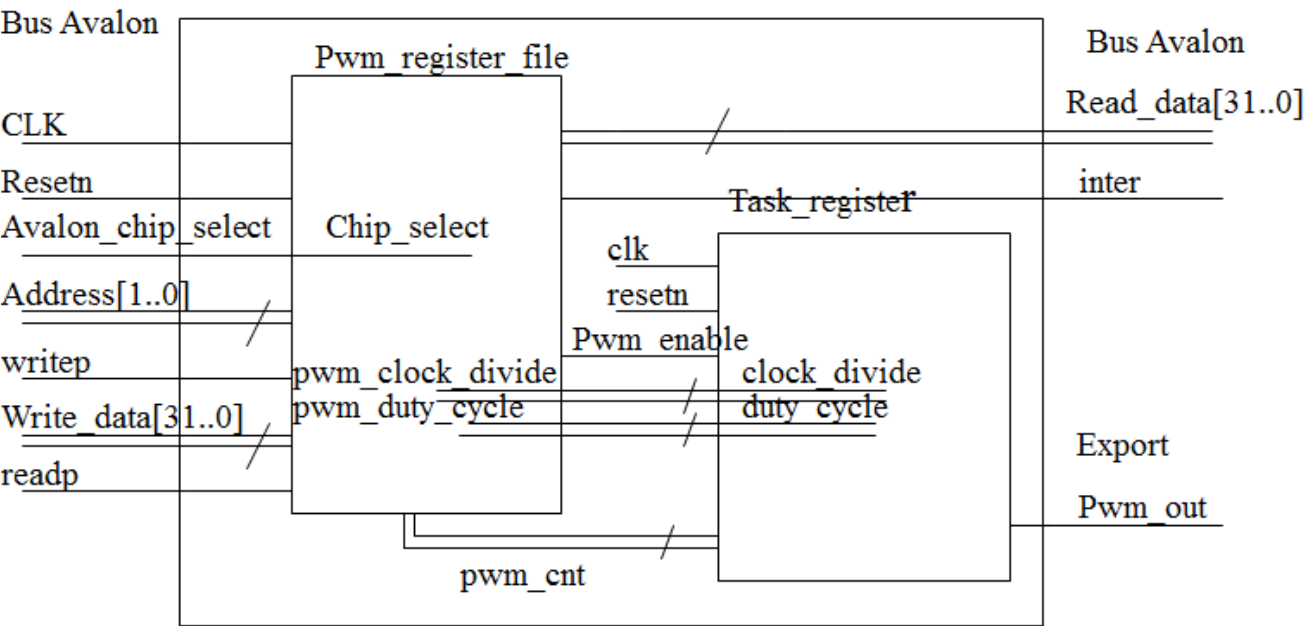 Bus Avalon
Bus Avalon
Pwm_register_file
Read_data[31..0]
CLK
Resetn
inter
Task_register
Avalon_chip_select
Chip_select
clk
Address[1..0]
resetn
Pwm_enable
writep
pwm_clock_divide
clock_divide
Write_data[31..0]
pwm_duty_cycle
duty_cycle
Export
readp
Pwm_out
pwm_cnt